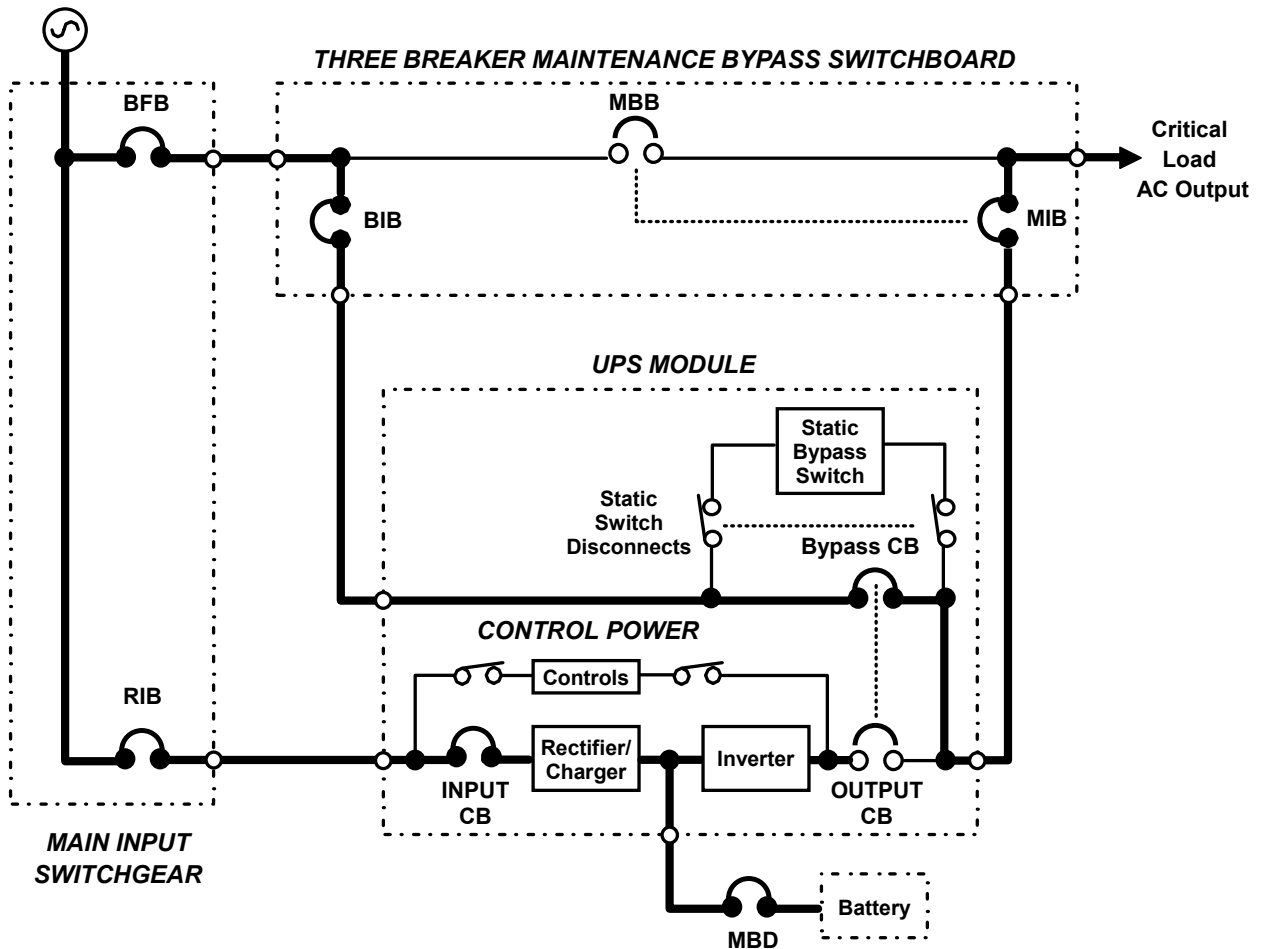 THREE BREAKER MAINTENANCE BYPASS SWITCHBOARD
BFB
MBB
Critical
Load
AC Output
BIB
MIB
UPS MODULE
Static
Bypass
Switch
Static
Switch
Disconnects
Bypass CB
CONTROL POWER
Controls
RIB
Rectifier/
Charger
Inverter
INPUT
CB
OUTPUT
CB
MAIN INPUT
SWITCHGEAR
Battery
MBD